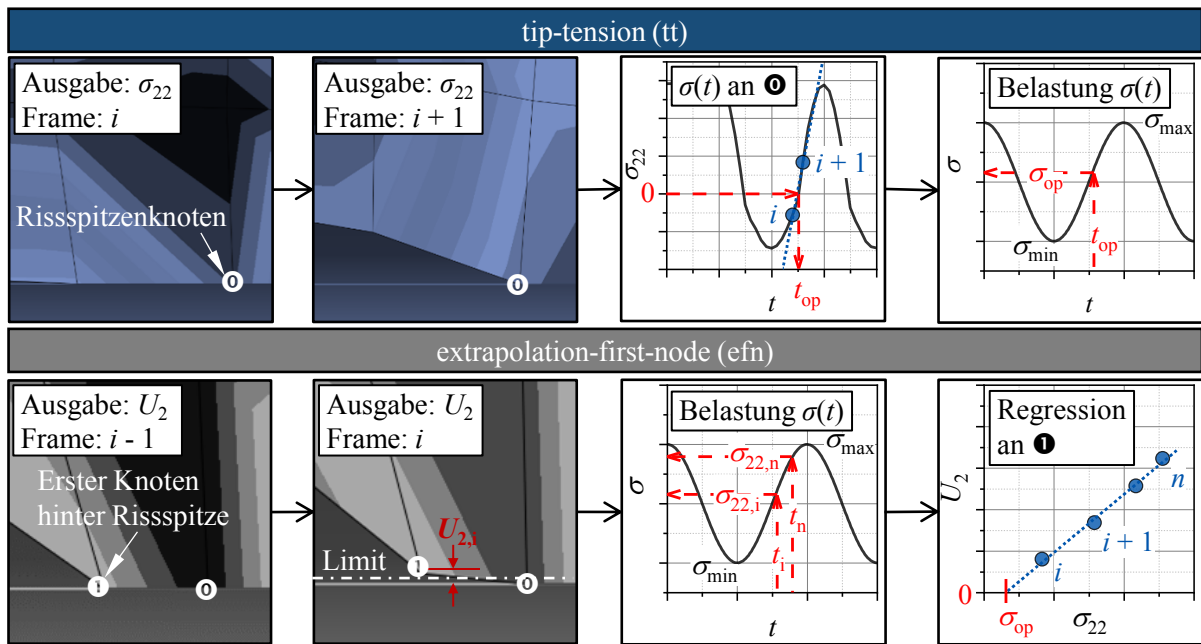 tip-tension (tt)
Ausgabe: σ22
Frame: i
Rissspitzenknoten
0
Ausgabe: σ22
Frame: i + 1
0
σ(t) an 0
σ22
0
i + 1
i
t
top
Belastung σ(t)
σ
σmax
σop
σmin
top
t
extrapolation-first-node (efn)
Ausgabe: U2
Frame: i - 1
Erster Knoten
hinter Rissspitze
1
0
Ausgabe: U2
Frame: i
U2,i
Limit
1
0
Belastung σ(t)
σ
σmax
σ22,n
σ22,i
tn
σmin
ti
t
Regression
an 1
U2
n
i + 1
i
0
σop
σ22